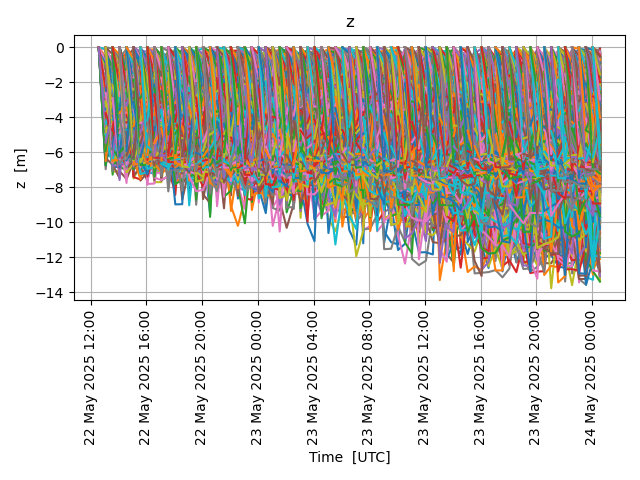 z
0
−2
−4
−6
−8
−10
−12
−14
z [m]
22 May 2025 12:00
22 May 2025 16:00
22 May 2025 20:00
23 May 2025 00:00
23 May 2025 04:00
23 May 2025 08:00
23 May 2025 12:00
23 May 2025 16:00
23 May 2025 20:00
24 May 2025 00:00
Time [UTC]